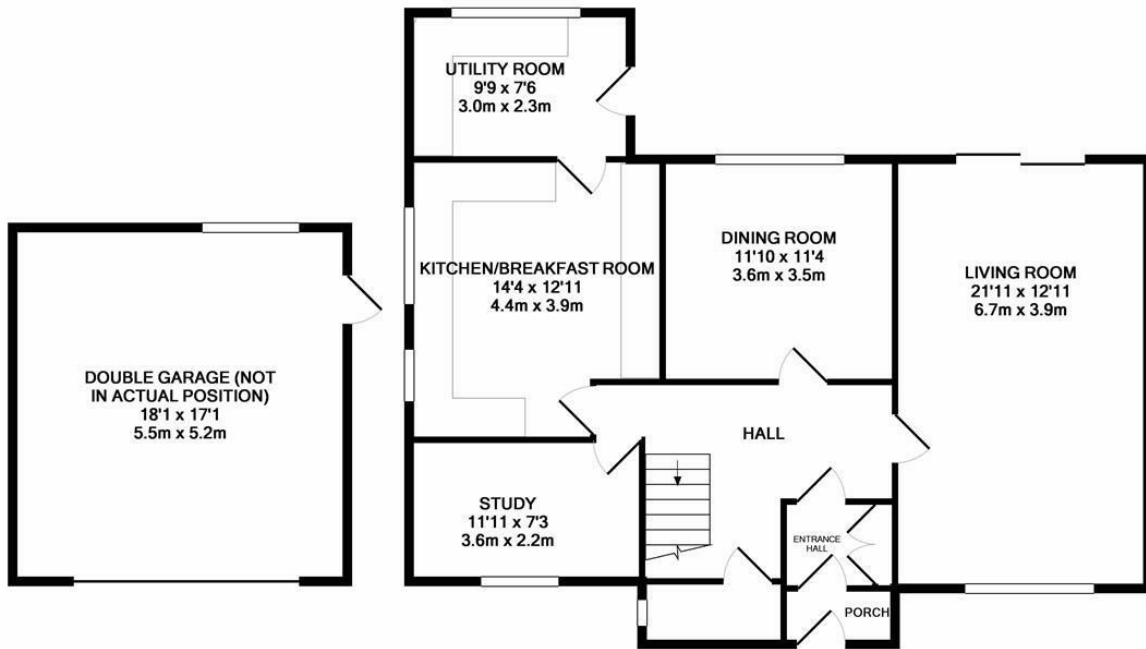 UTILITY ROOM
9'9 x 7'6
3.0m x 2.3m
KITCHEN/BREAKFAST ROOM
14'4 x 12'11
4.4m x 3.9m
DINING ROOM
11'10 x 11'4
3.6m x 3.5m
LIVING ROOM
21'11 x 12'11
6.7m x 3.9m
DOUBLE GARAGE (NOT
IN ACTUAL POSITION)
18'1 x 17'1
5.5m x 5.2m
HALL
STUDY
11'11 x 7'3
3.6m x 2.2m
ENTRANCE
HALL
PORCH